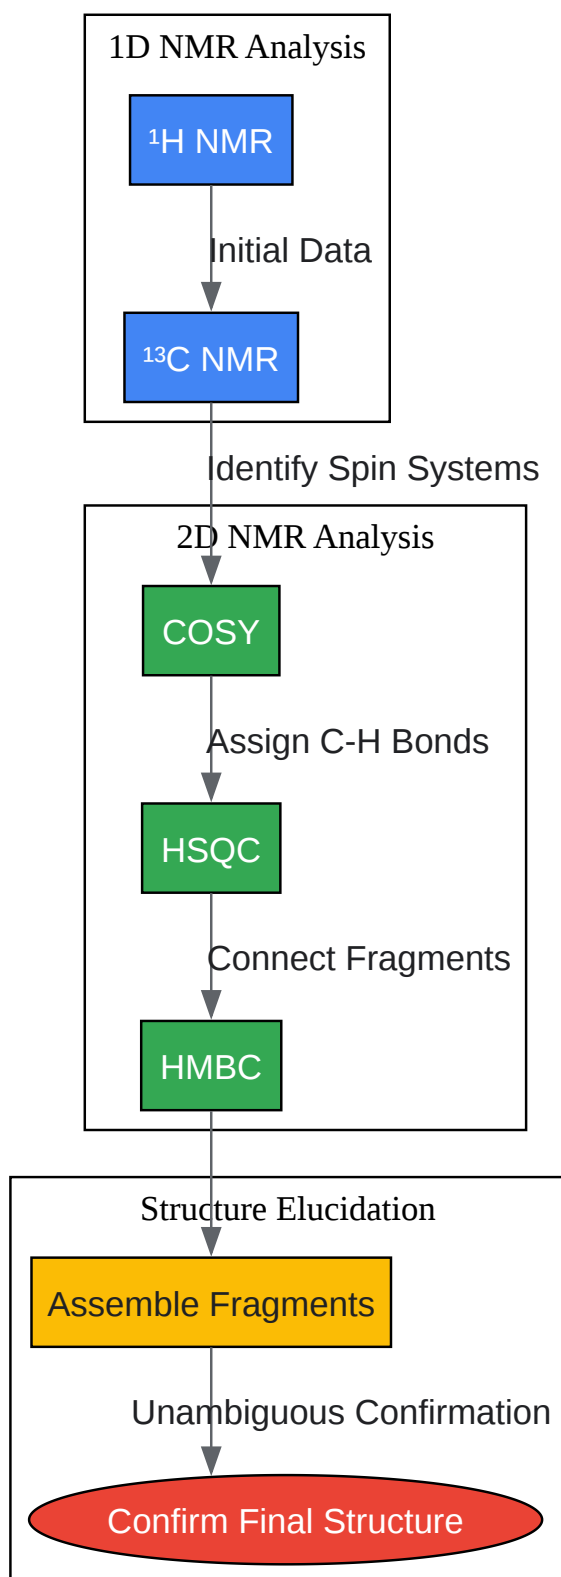 1D NMR Analysis
¹H NMR
Initial Data
¹³C NMR
Identify Spin Systems
2D NMR Analysis
COSY
Assign C-H Bonds
HSQC
Connect Fragments
HMBC
Structure Elucidation
Assemble Fragments
Unambiguous Confirmation
Confirm Final Structure